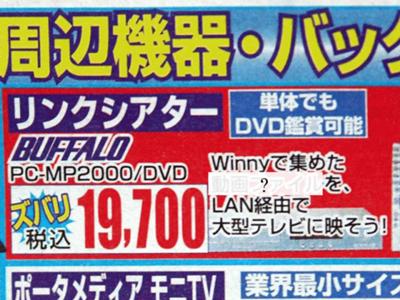 周辺機器・バック
リンクシアター
単体でも
DVD鑑賞可能
BUFFALO
PC-MP2000/DVD
ズバリ
税込
19,700
Winnyで集めた
動画ファイル
?
を、
LAN経由で
大型テレビに映そう!
ポータメディア モニTV
業界最小サイズ